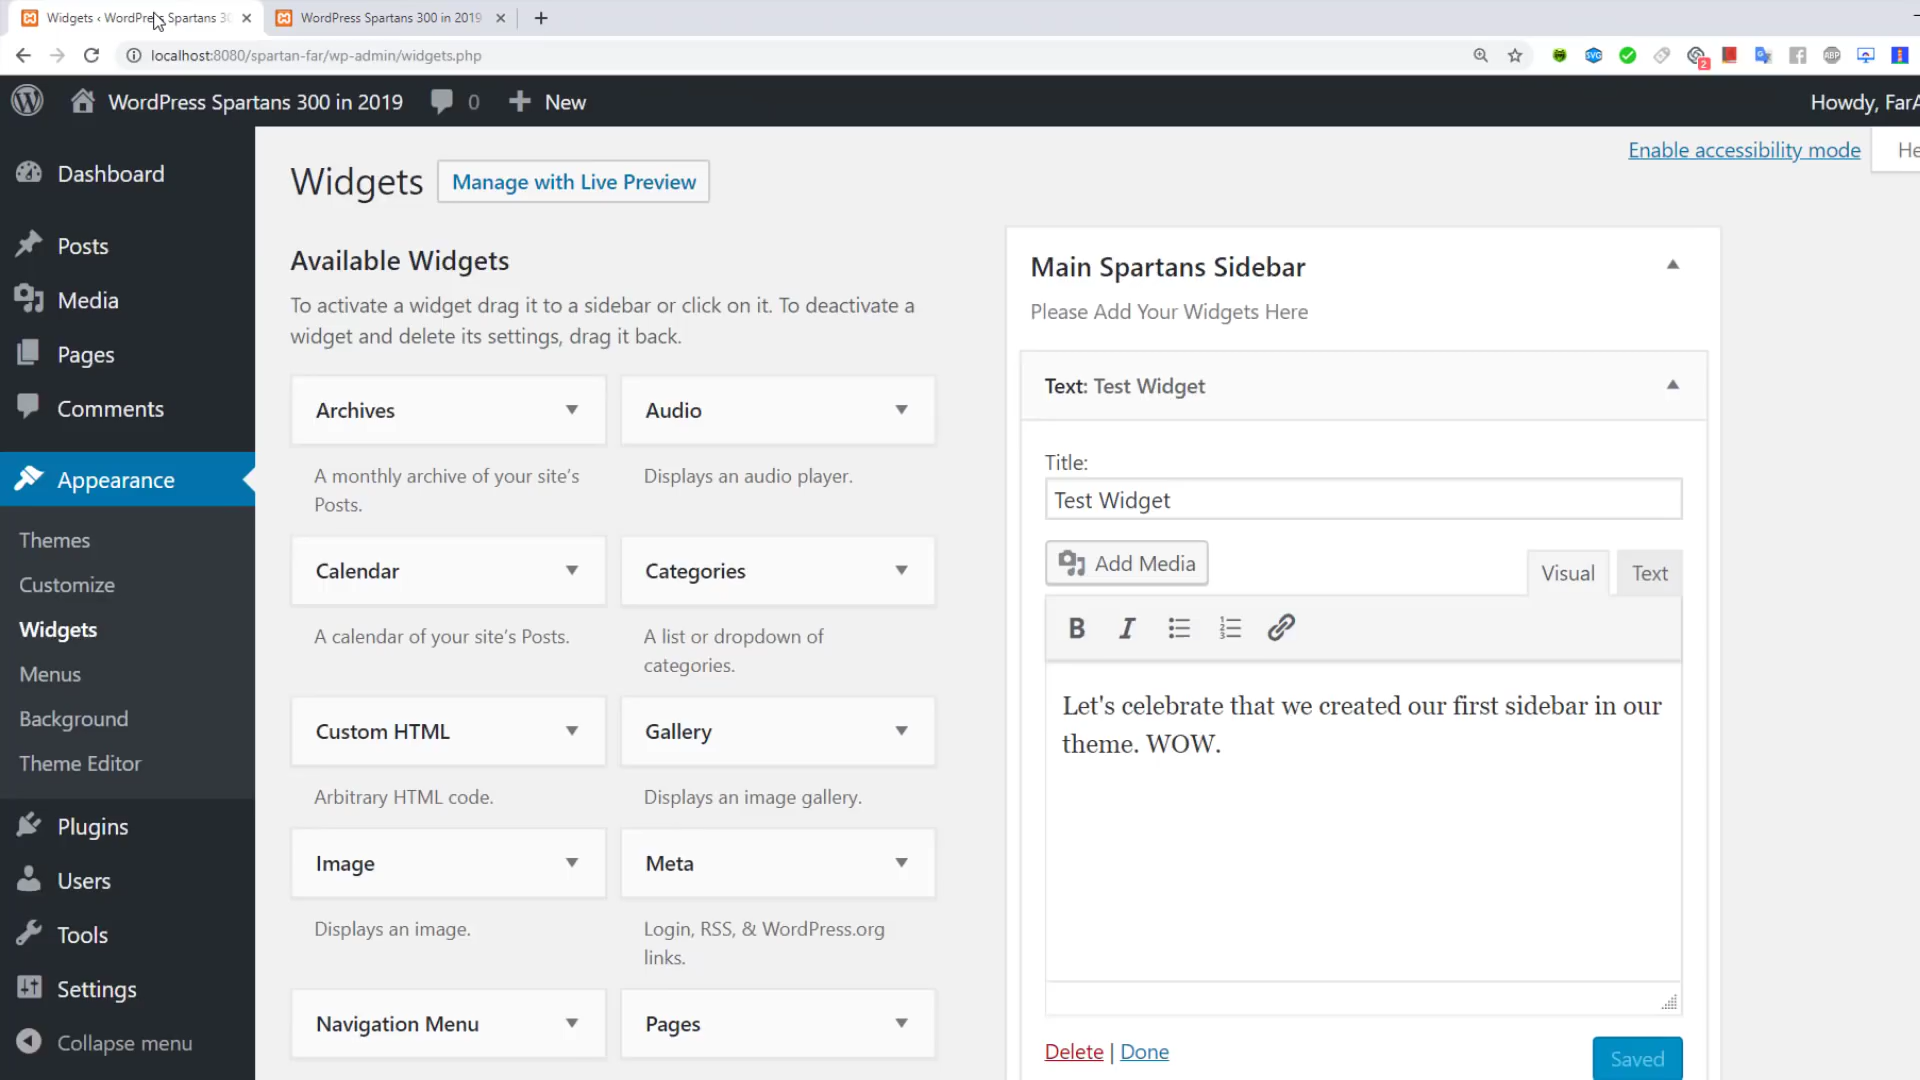 Widgets ‹ WordPress Spartans 30
WordPress Spartans 300 in 2019
localhost:8080/spartan-far/wp-admin/widgets.php
SVG
2
ABP
WordPress Spartans 300 in 2019
0
New
Howdy, FarA
Enable accessibility mode
He
Dashboard
Posts
Media
Pages
Comments
Appearance
Themes
Customize
Widgets
Menus
Background
Theme Editor
Plugins
Users
Tools
Settings
Collapse menu
Widgets
Manage with Live Preview
Available Widgets
To activate a widget drag it to a sidebar or click on it. To deactivate a
widget and delete its settings, drag it back.
Archives
A monthly archive of your site's
Posts.
Audio
Displays an audio player.
Calendar
A calendar of your site's Posts.
Categories
A list or dropdown of
categories.
Custom HTML
Arbitrary HTML code.
Gallery
Displays an image gallery.
Image
Displays an image.
Meta
Login, RSS, & WordPress.org
links.
Navigation Menu
Pages
Main Spartans Sidebar
Please Add Your Widgets Here
Text: Test Widget
Title:
Test Widget
Add Media
Visual
Text
B I
Let's celebrate that we created our first sidebar in our
theme. WOW.
Delete | Done
Saved